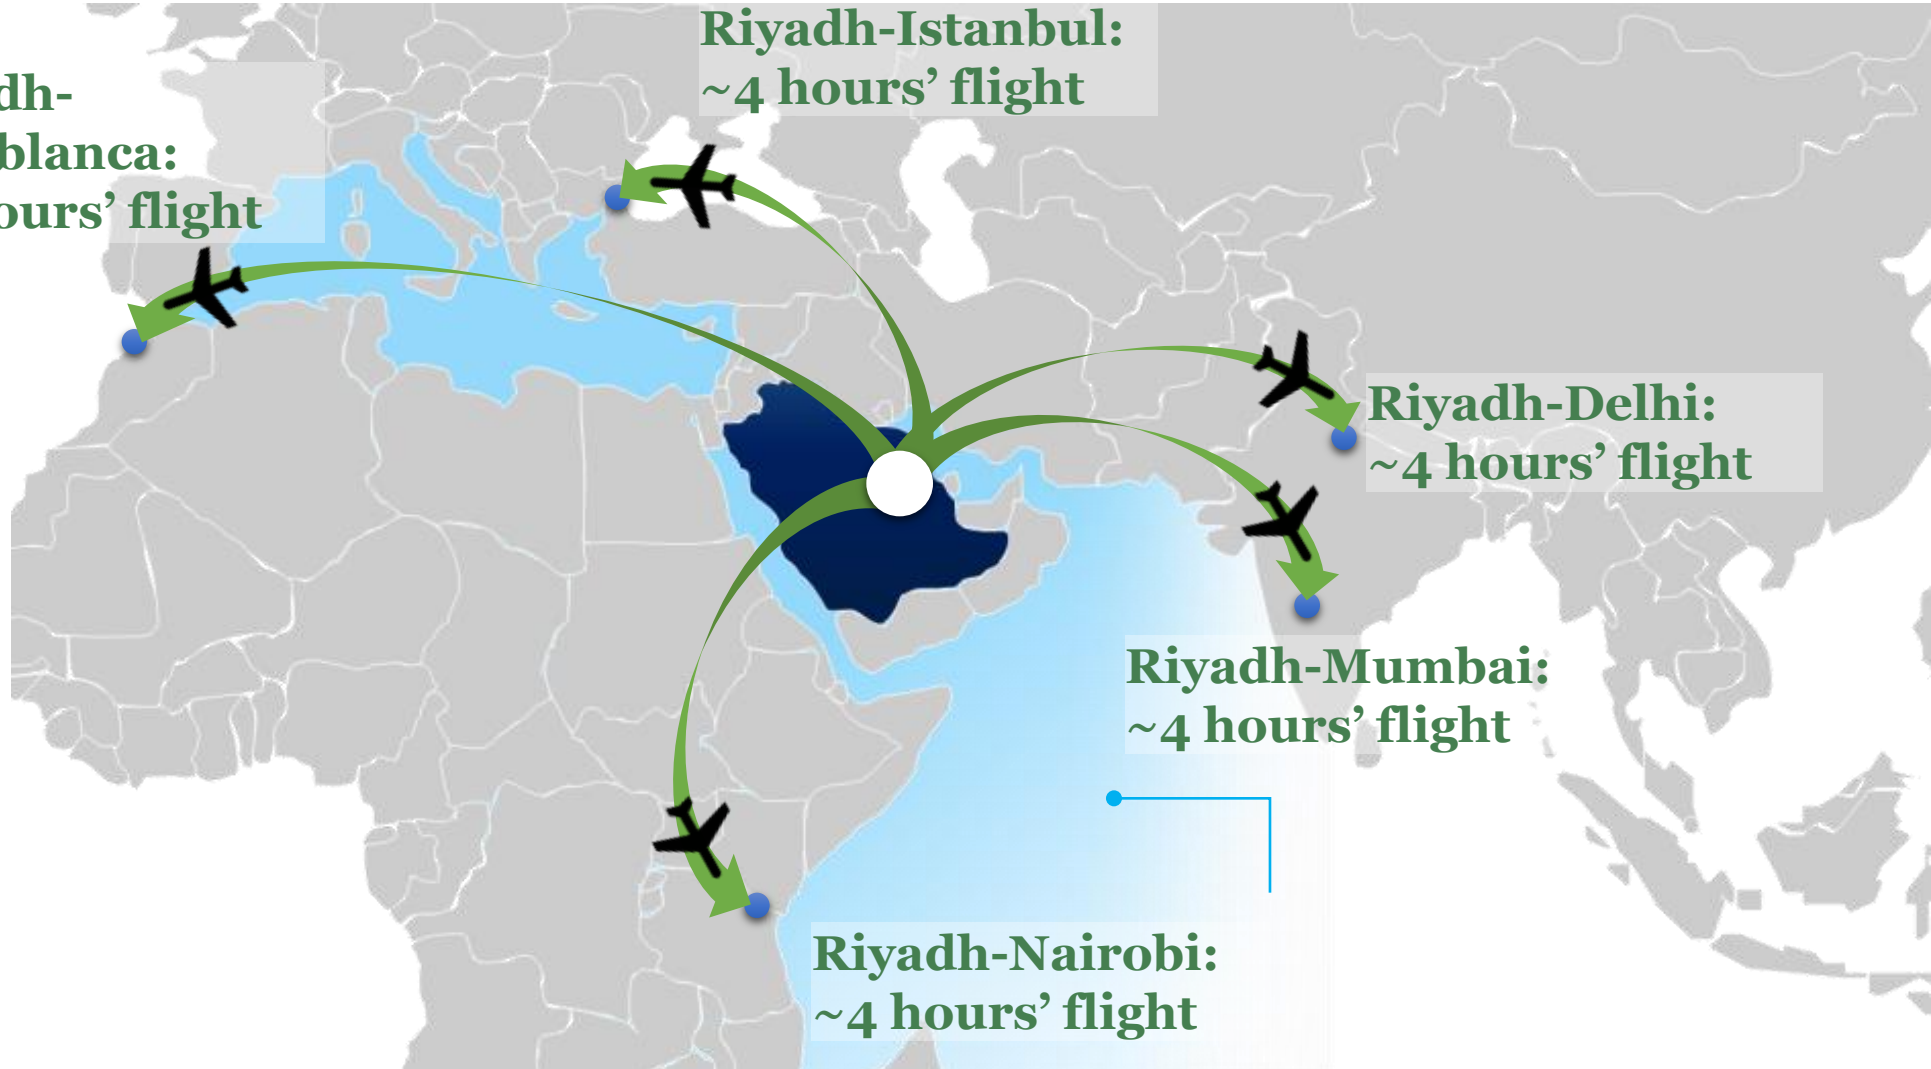 Riyadh-Istanbul:
~4 hours’ flight
dh-
blanca:
ours’ flight
Riyadh-Delhi:
~4 hours’ flight
Riyadh-Mumbai:
~4 hours’ flight
Riyadh-Nairobi:
~4 hours’ flight